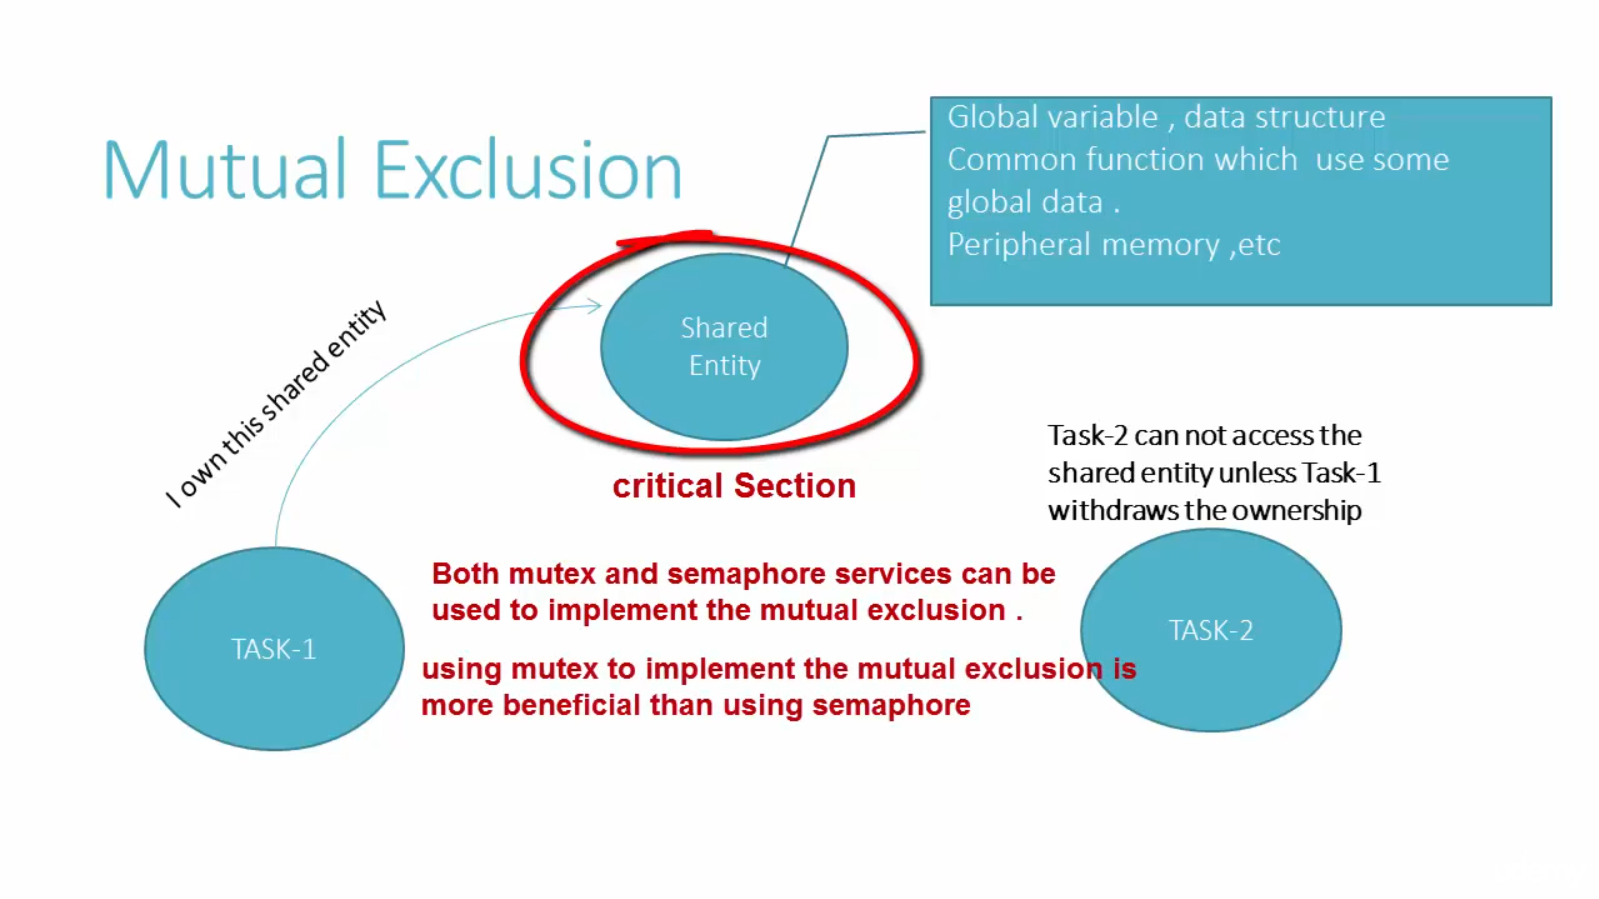 Mutual Exclusion
Global variable , data structure
Common function which use some
global data .
Peripheral memory ,etc
Shared
Entity
I own this shared entity
critical Section
Task-2 can not access the
shared entity unless Task-1
withdraws the ownership
Both mutex and semaphore services can be
used to implement the mutual exclusion .
TASK-1
TASK-2
using mutex to implement the mutual exclusion is
more beneficial than using semaphore